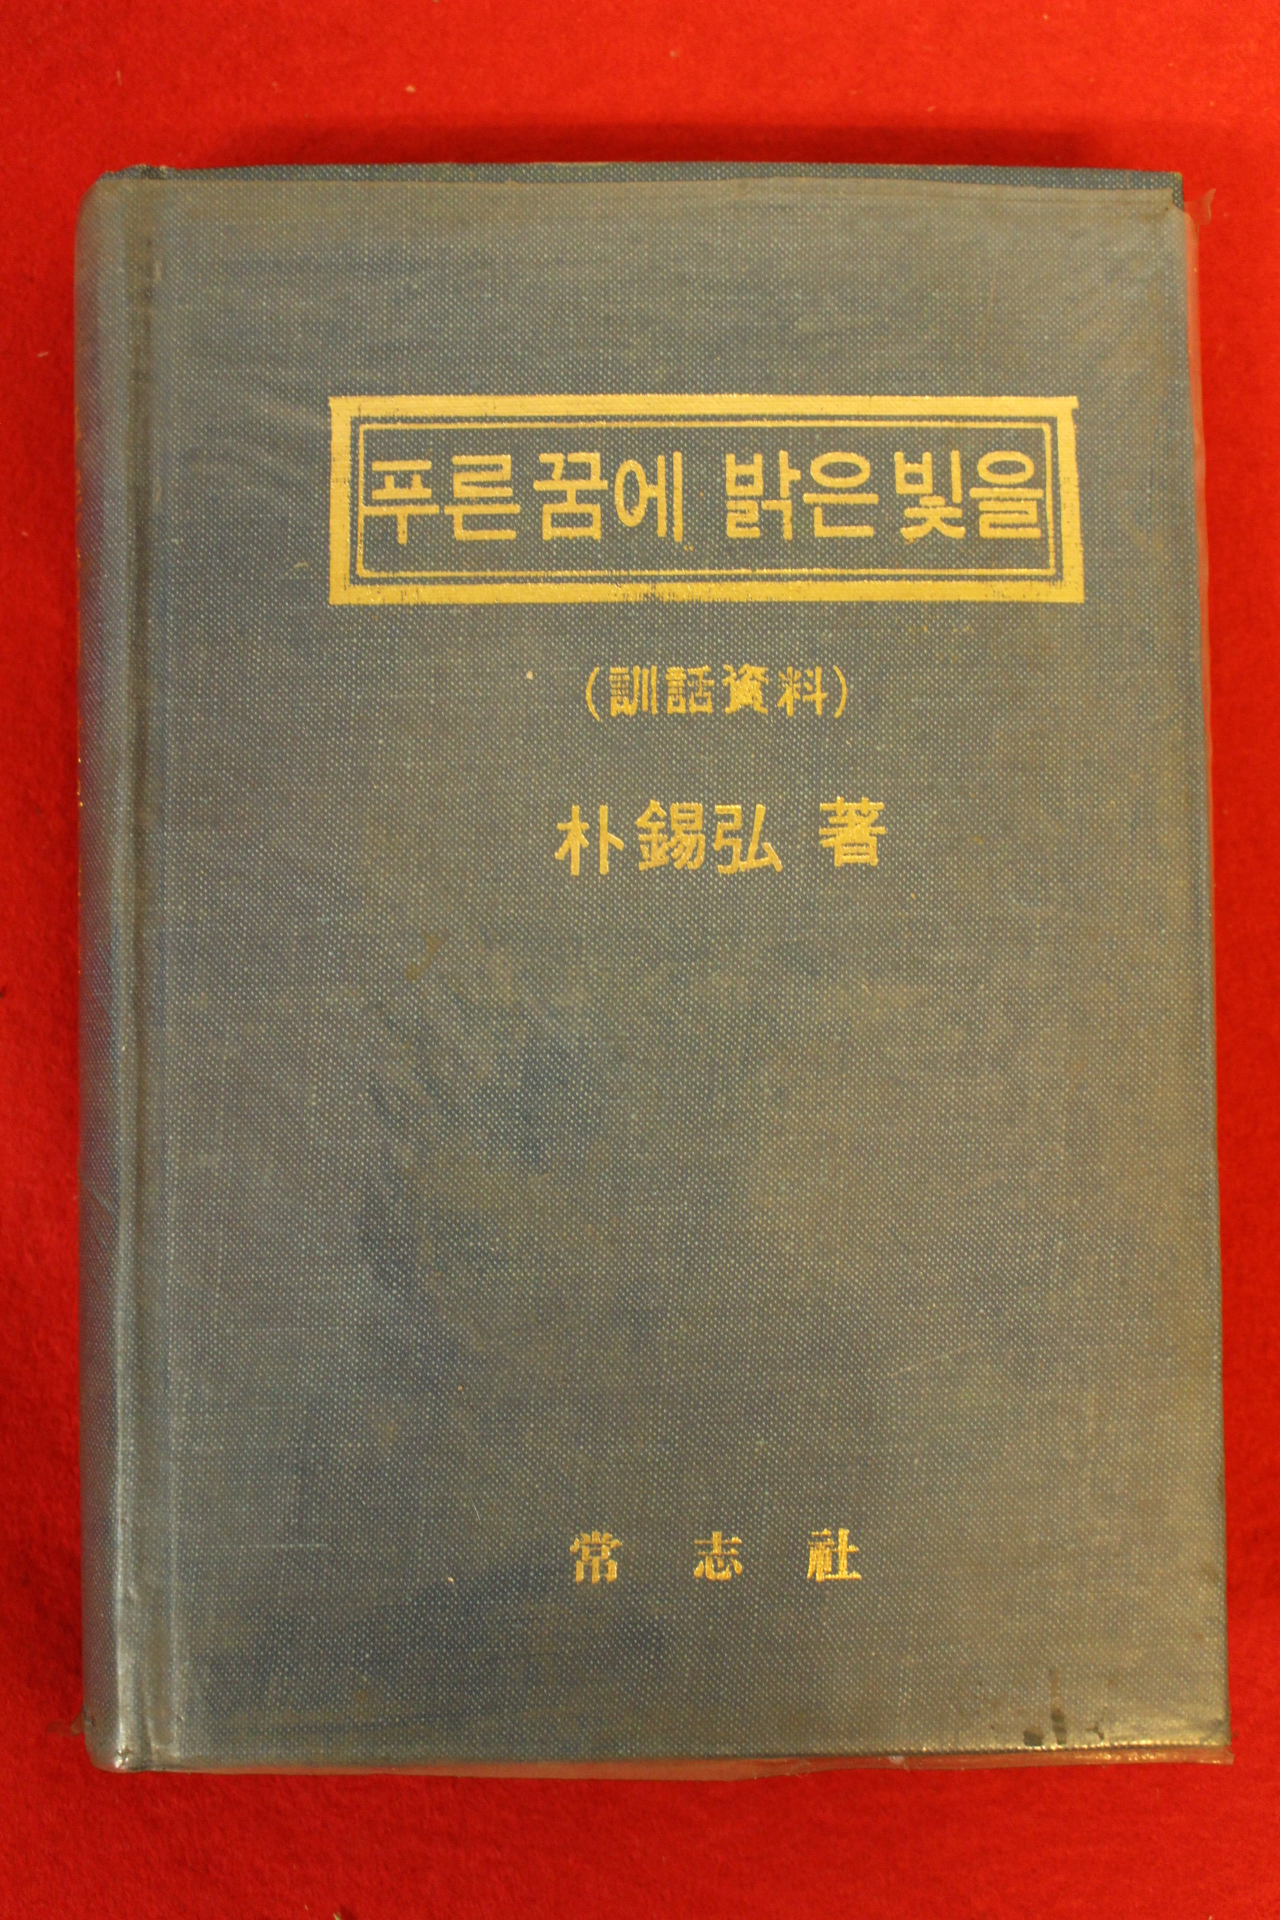 푸른꿈에 밝은빛을
(訓話資料)
朴錫弘 著
常志社